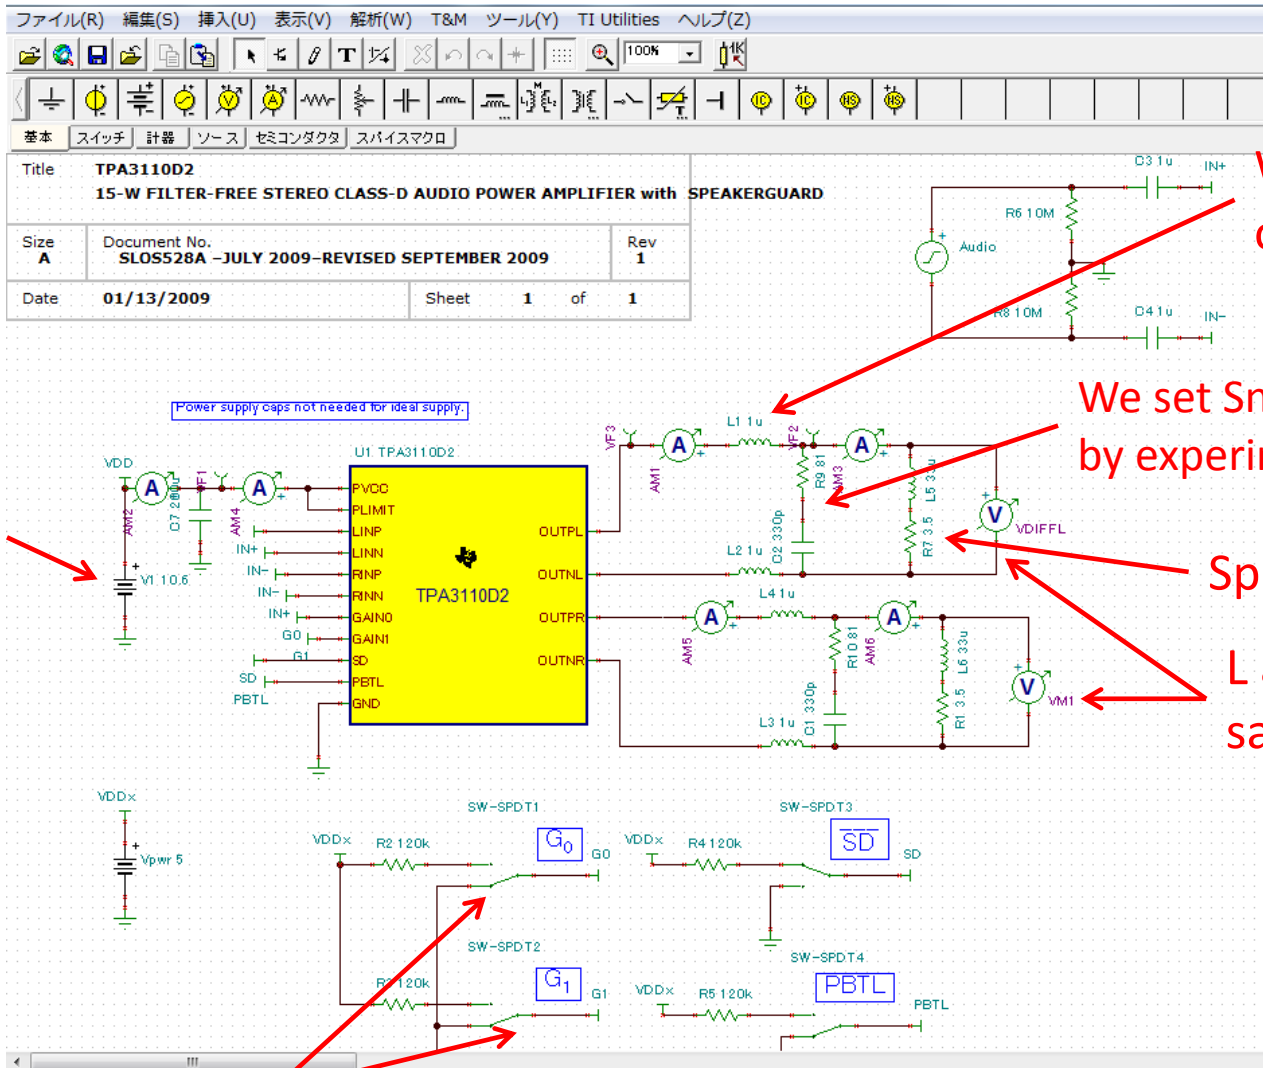 ファイル(R) 編集(S) 挿入(U) 表示(V) 解析(W) T&M ツール(Y) TI Utilities ヘルプ(Z)
T 100% 1K
基本 スイッチ 計器 ソース セミコンダクタ スパイスマクロ
Title TPA3110D2
15-W FILTER-FREE STEREO CLASS-D AUDIO POWER AMPLIFIER with SPEAKERGUARD
Size A
Document No. SLOS528A –JULY 2009–REVISED SEPTEMBER 2009
Rev 1
Date 01/13/2009 Sheet 1 of 1
C3 1u IN+
R6 10M
Audio
R8 10M
C4 1u IN-
Power supply caps not needed for ideal supply.
We set
by
VDD
AM2
VF1
AM4
V1 10.6
U1 TPA3110D2
PVCC
PLIMIT
LINP
IN+ LINN
IN- RINP
IN- RINN
IN+ GAIN0
G0 GAIN1
G1 SD
SD PBTL
PBTL GND
TPA3110D2
OUTPL
OUTNL
OUTPR
OUTNR
VF3
AM1
L1 1u
VF2
AM3
R9 81
C2 330p
L2 1u
L5 33u
R7 3.5
VDIFFL
AM5
L4 1u
AM6
R10 81
C1 330p
L3 1u
L6 33u
R1 3.5
VM1
L
VDDx
Vpwr 5
SW-SPDT1
VDDx R2 120k G0 G0
SW-SPDT3
VDDx R4 120k SD SD
SW-SPDT2
R3 120k G1 G1
SW-SPDT4
VDDx R5 120k PBTL PBTL